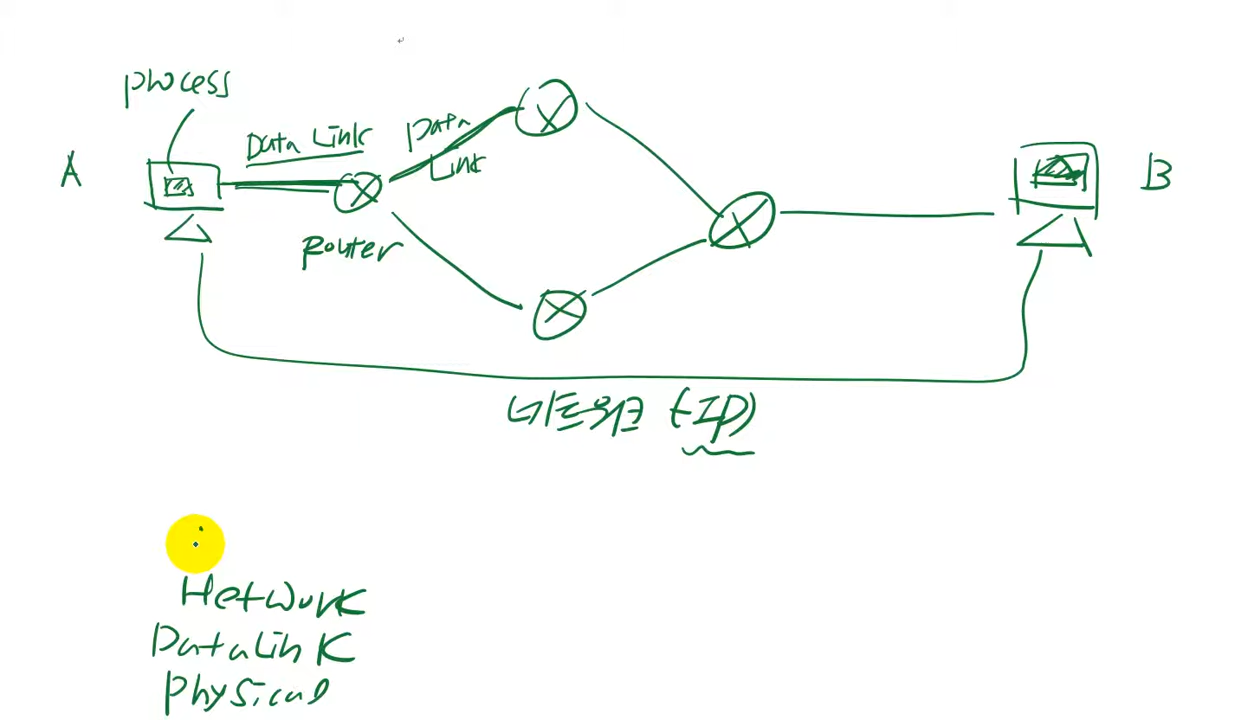 process
A
Data Link
Data
Link
B
Router
네트워크 (IP)
Network
DataLink
Physical